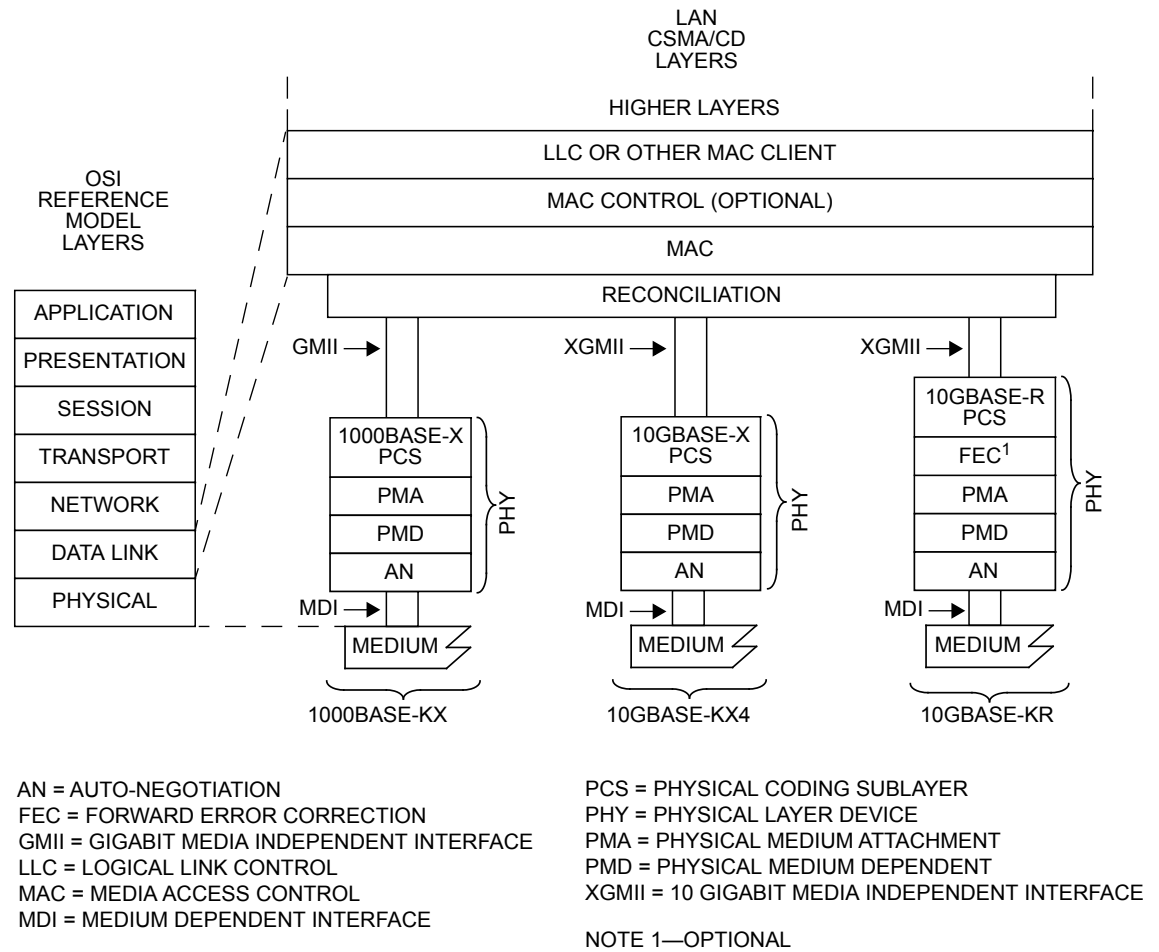 LAN
CSMA/CD
LAYERS
HIGHER LAYERS
LLC OR OTHER MAC CLIENT
MAC CONTROL (OPTIONAL)
MAC
RECONCILIATION
OSI
REFERENCE
MODEL
LAYERS
APPLICATION
PRESENTATION
SESSION
TRANSPORT
NETWORK
DATA LINK
PHYSICAL
GMII
1000BASE-X
PCS
PMA
PMD
AN
PHY
MDI
MEDIUM
1000BASE-KX
XGMII
10GBASE-X
PCS
PMA
PMD
AN
PHY
MDI
MEDIUM
10GBASE-KX4
XGMII
10GBASE-R
PCS
FEC¹
PMA
PMD
AN
PHY
MDI
MEDIUM
10GBASE-KR
AN = AUTO-NEGOTIATION
FEC = FORWARD ERROR CORRECTION
GMII = GIGABIT MEDIA INDEPENDENT INTERFACE
LLC = LOGICAL LINK CONTROL
MAC = MEDIA ACCESS CONTROL
MDI = MEDIUM DEPENDENT INTERFACE
PCS = PHYSICAL CODING SUBLAYER
PHY = PHYSICAL LAYER DEVICE
PMA = PHYSICAL MEDIUM ATTACHMENT
PMD = PHYSICAL MEDIUM DEPENDENT
XGMII = 10 GIGABIT MEDIA INDEPENDENT INTERFACE
NOTE 1—OPTIONAL